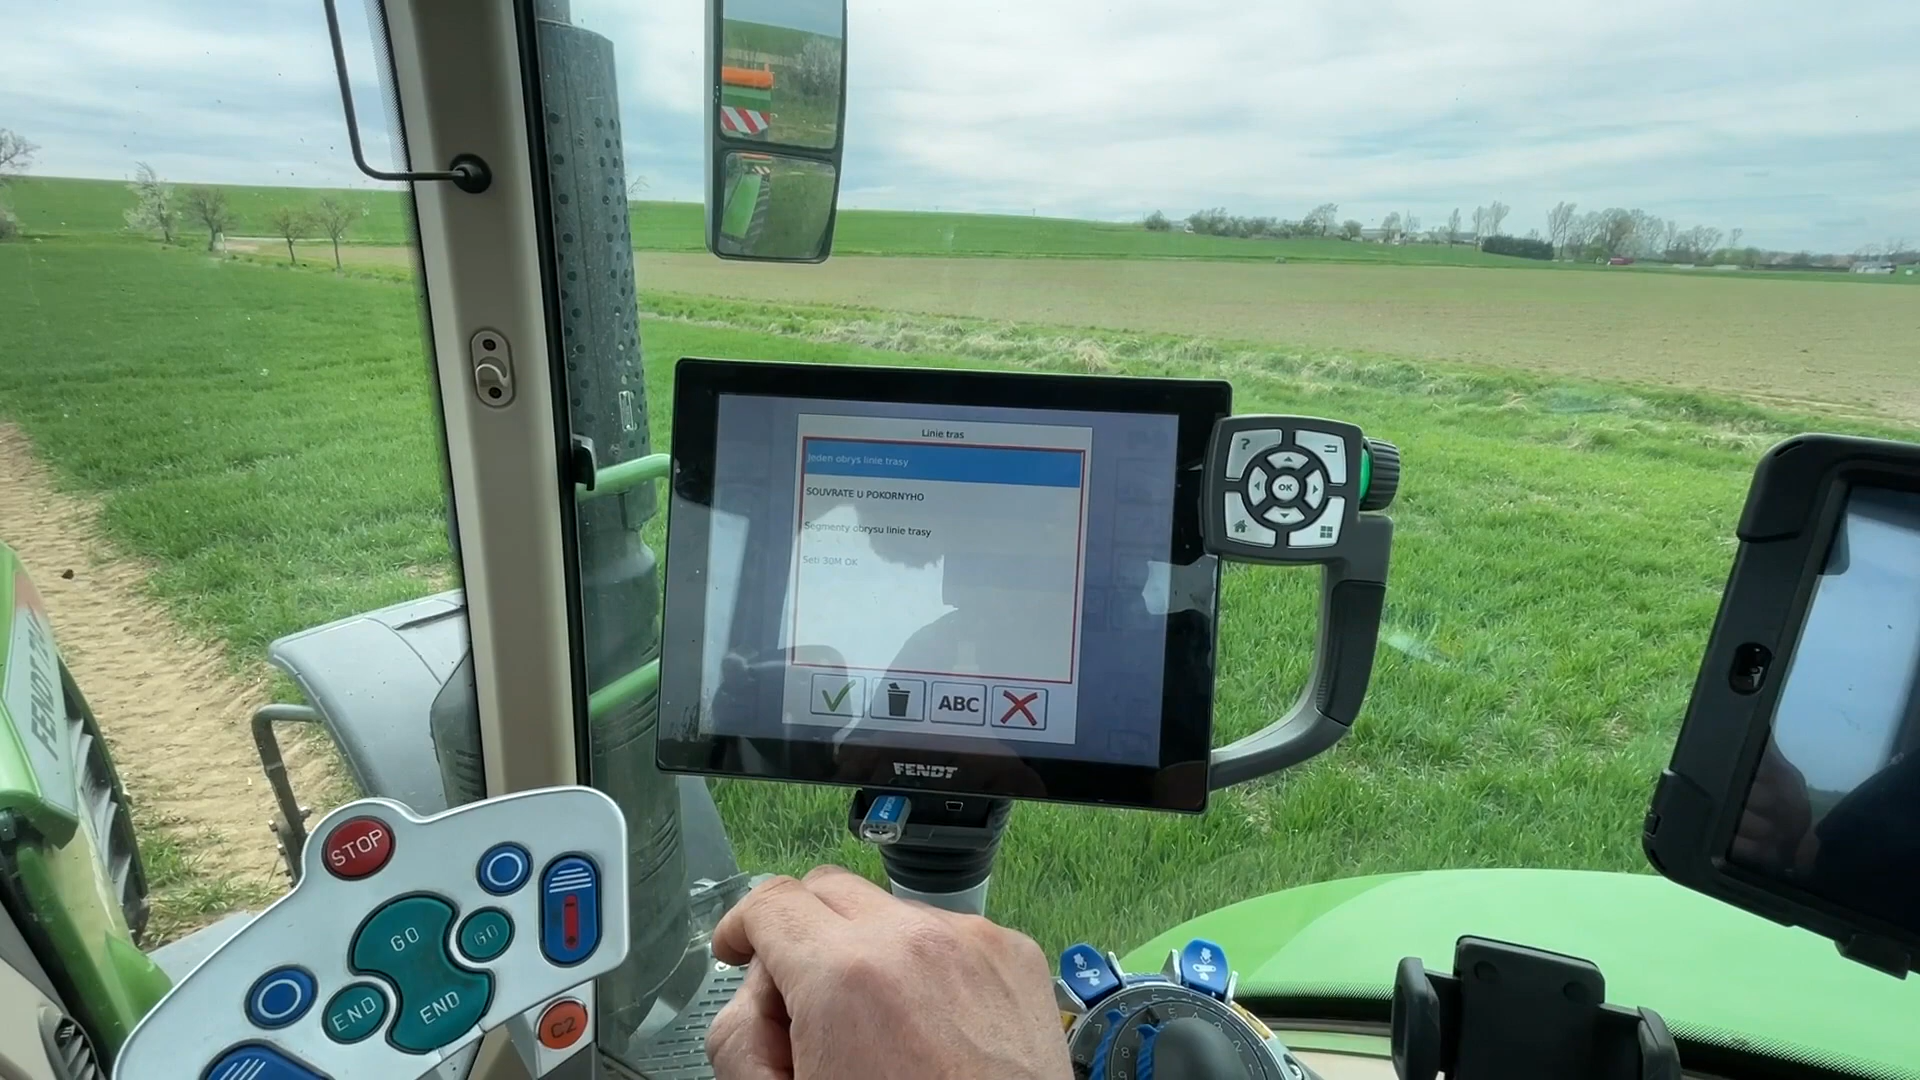 Linie tras
Jeden obrys linie trasy
SOUVRATE U POKORNYHO
Segmenty obrysu linie trasy
Seti 30M OK
ABC
FENDT
?
OK
STOP
GO
GO
END
END
C2
FENDT